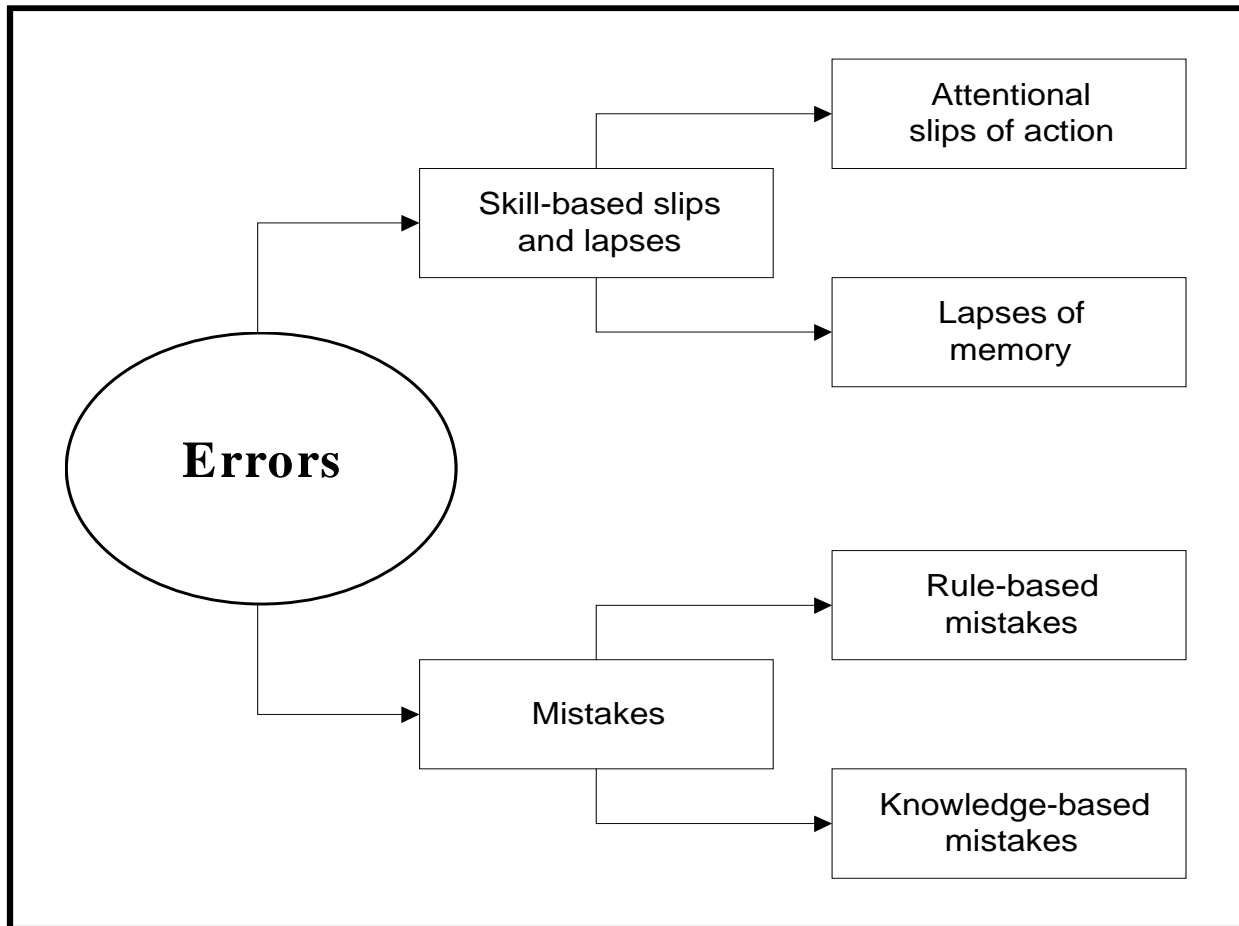 Attentional
slips of action
Skill-based slips
and lapses
Lapses of
memory
Errors
Rule-based
mistakes
Mistakes
Knowledge-based
mistakes